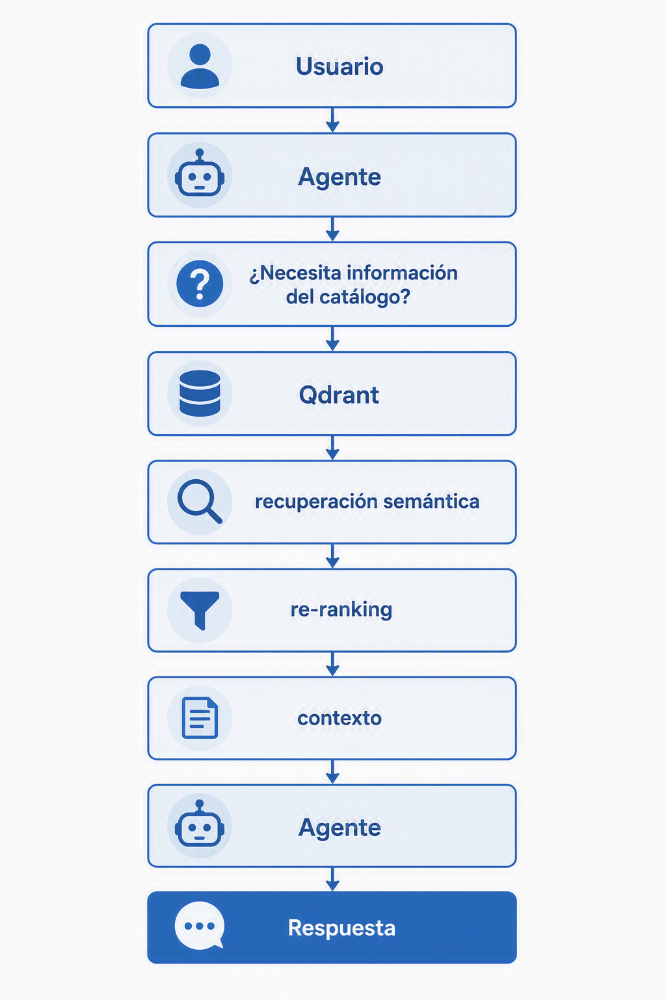 Usuario
Agente
¿Necesita información
del catálogo?
Qdrant
recuperación semántica
re-ranking
contexto
Agente
Respuesta